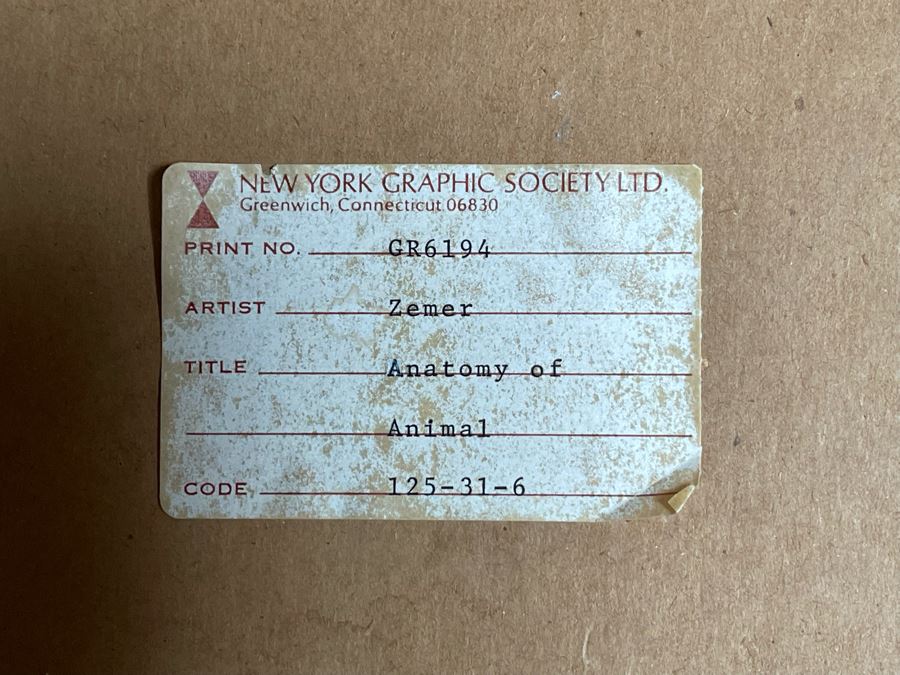 NEW YORK GRAPHIC SOCIETY LTD.
Greenwich, Connecticut 06830
PRINT NO. GR6194
ARTIST Zemer
TITLE Anatomy of
Animal
CODE 125-31-6